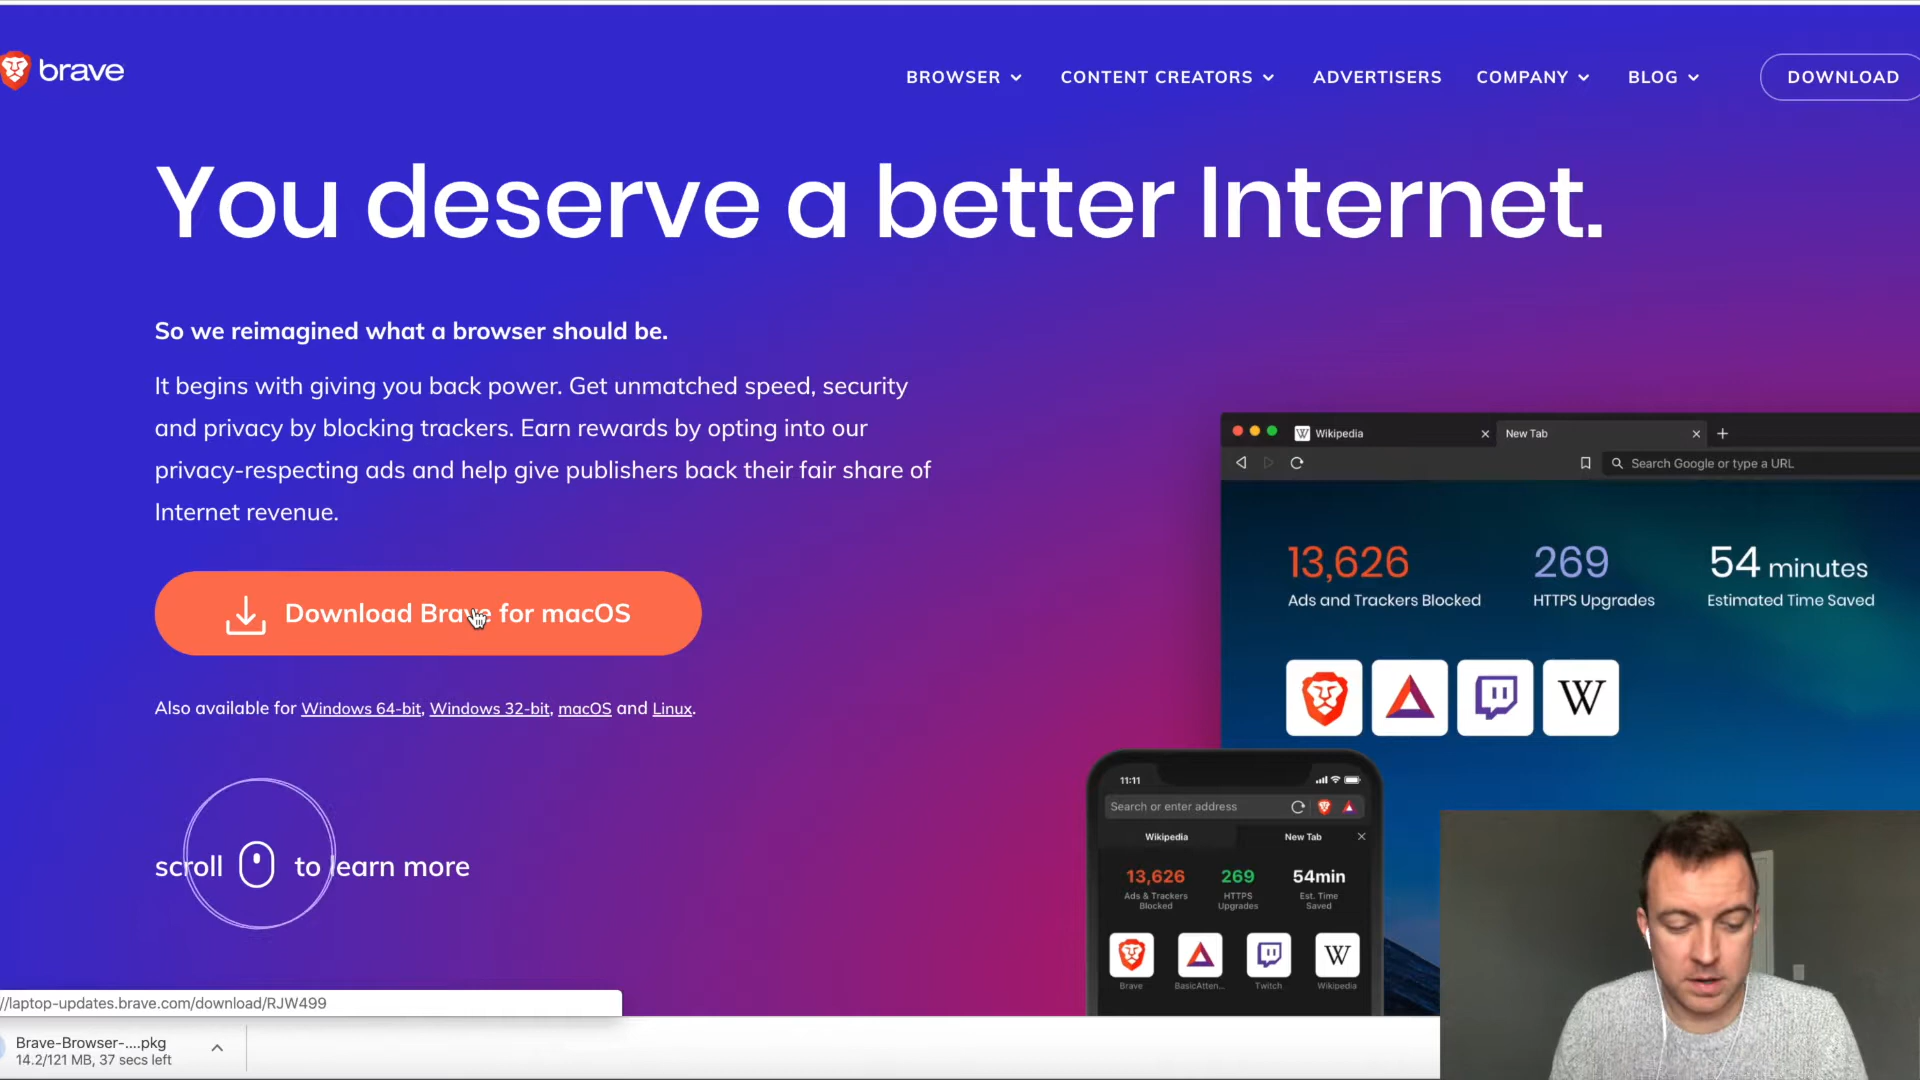 brave
BROWSER
CONTENT CREATORS
ADVERTISERS
COMPANY
BLOG
DOWNLOAD
You deserve a better Internet.
So we reimagined what a browser should be.
It begins with giving you back power. Get unmatched speed, security
and privacy by blocking trackers. Earn rewards by opting into our
privacy-respecting ads and help give publishers back their fair share of
Internet revenue.
Download Brave for macOS
Also available for Windows 64-bit, Windows 32-bit, macOS and Linux.
scroll to learn more
W Wikipedia
New Tab
Search Google or type a URL
13,626
Ads and Trackers Blocked
269
HTTPS Upgrades
54 minutes
Estimated Time Saved
W
11:11
Search or enter address
Wikipedia
New Tab
13,626
Ads & Trackers
Blocked
269
HTTPS
Upgrades
54min
Est. Time
Saved
W
Brave
BasicAtten...
Twitch
Wikipedia
//laptop-updates.brave.com/download/RJW499
Brave-Browser-....pkg
14.2/121 MB, 37 secs left